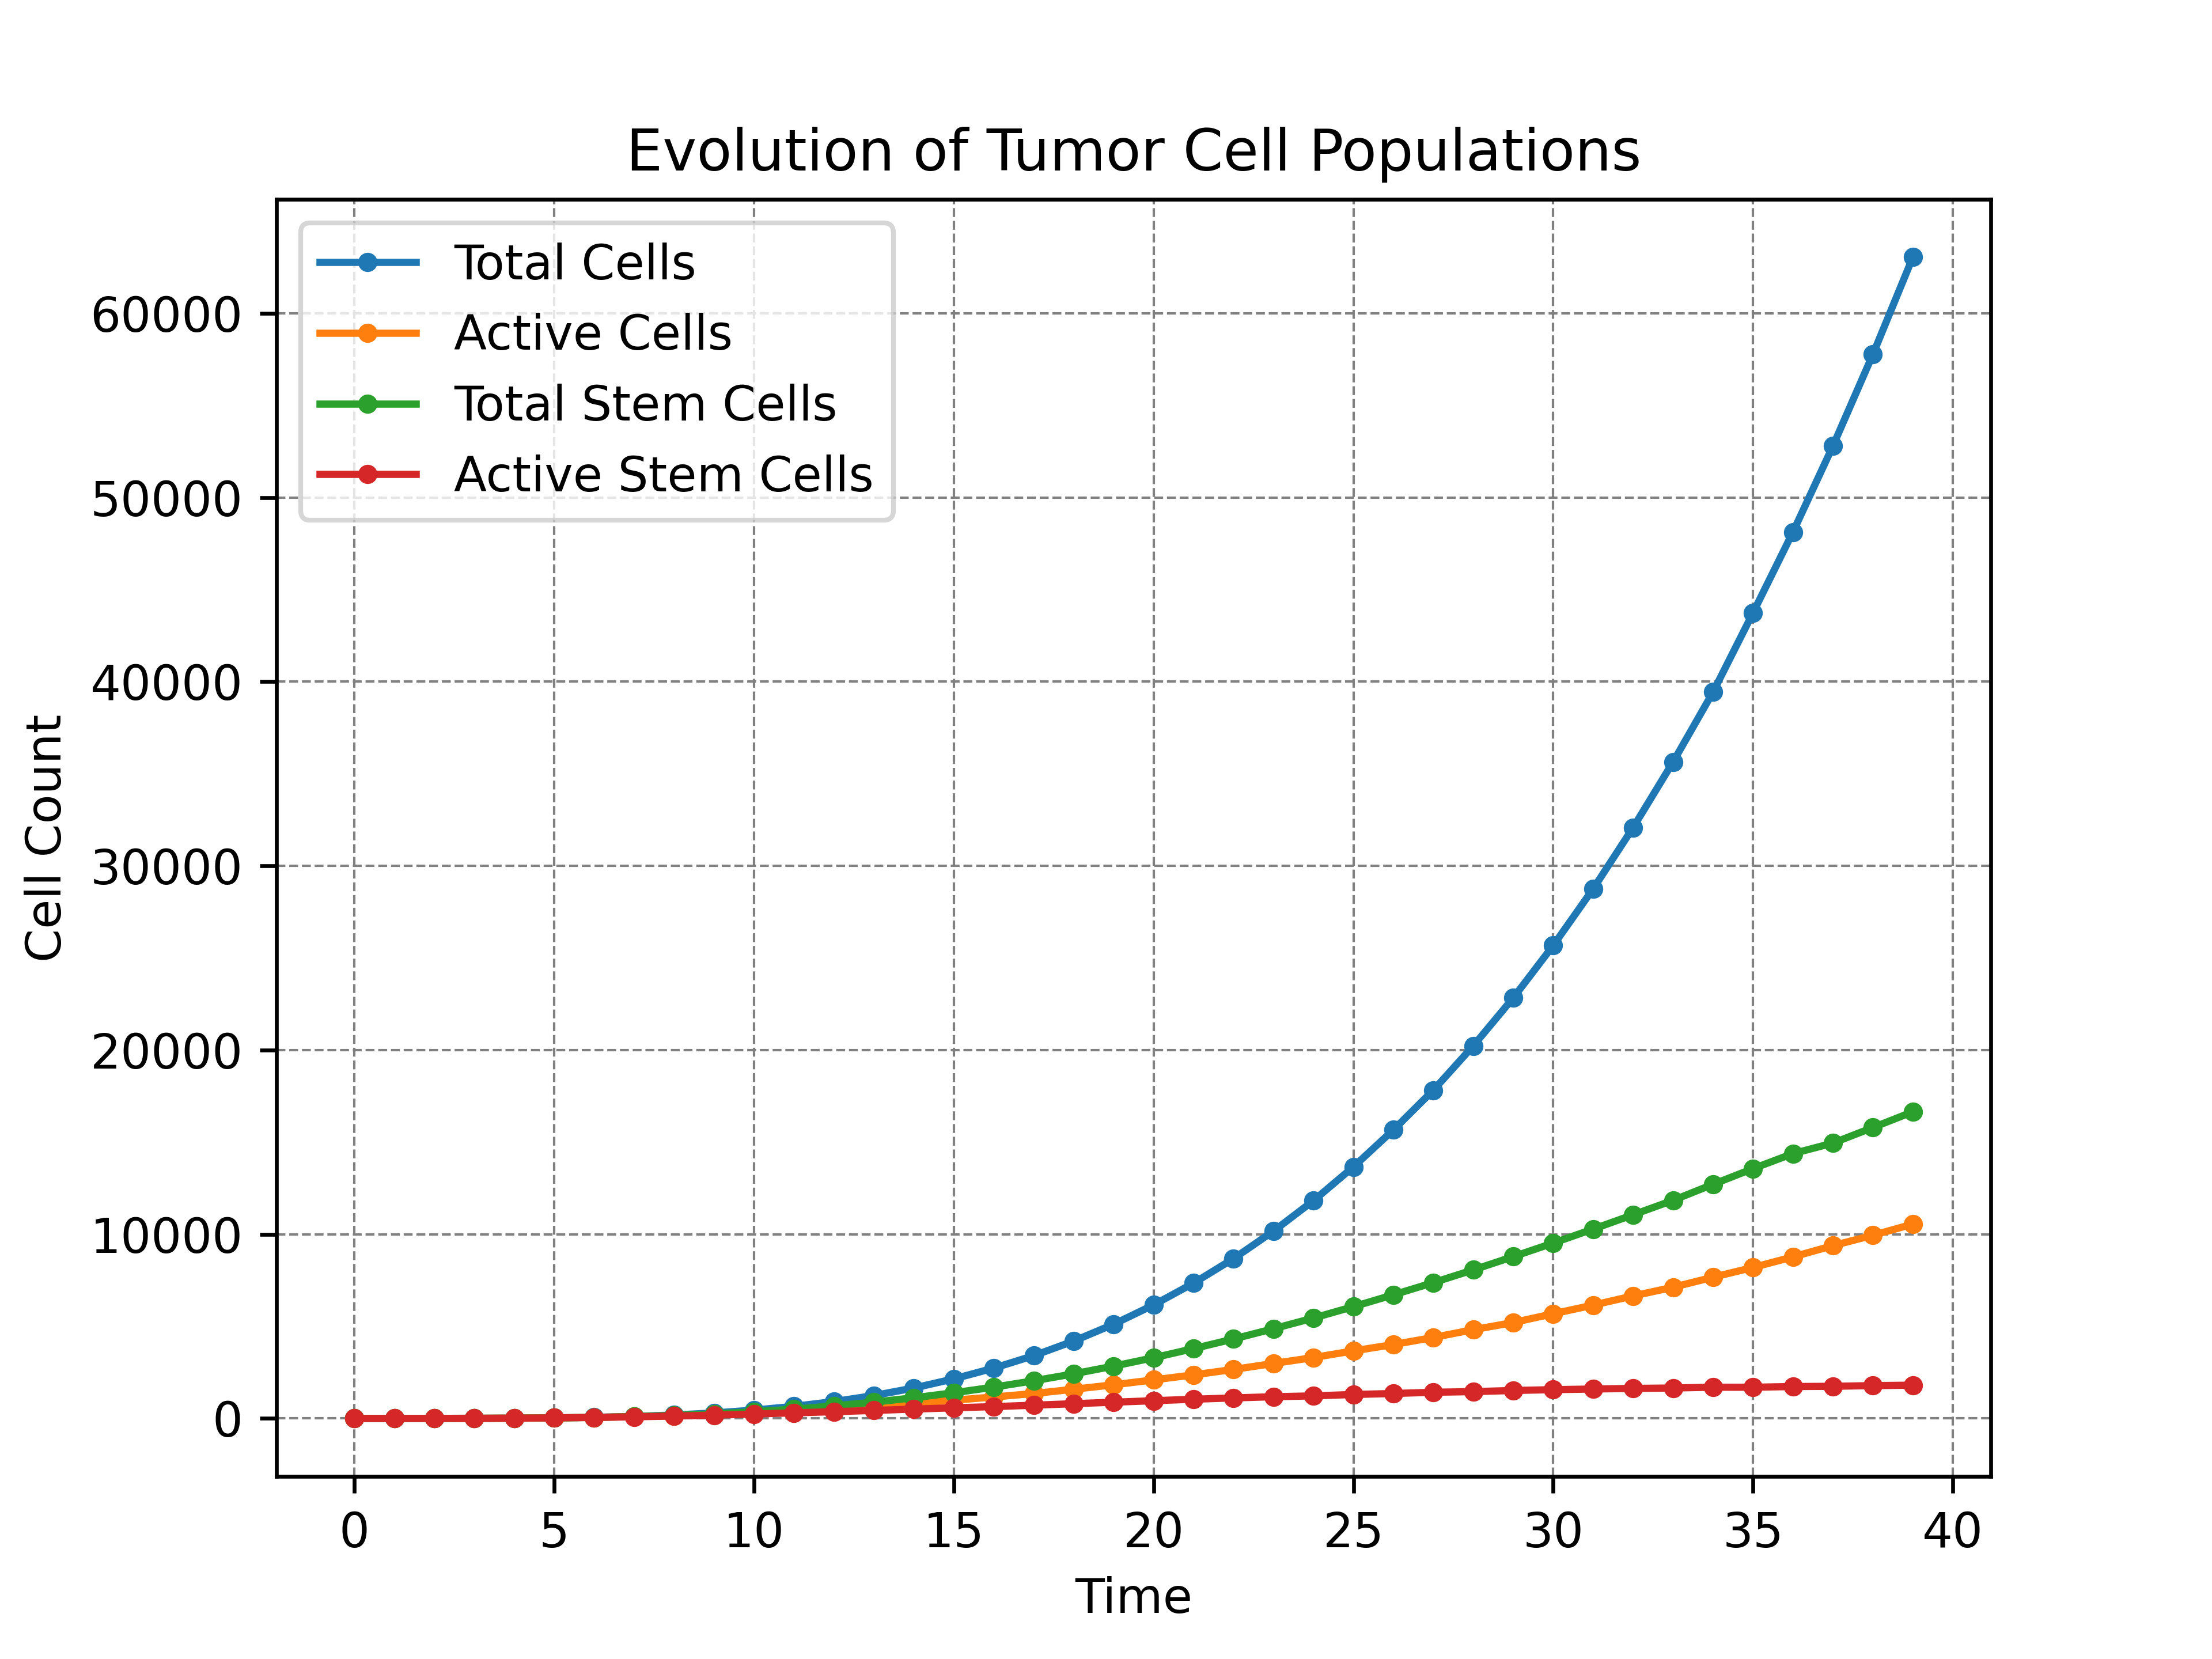 Evolution of Tumor Cell Populations
Total Cells
Active Cells
Total Stem Cells
Active Stem Cells
Cell Count
60000
50000
40000
30000
20000
10000
0
0 5 10 15 20 25 30 35 40
Time